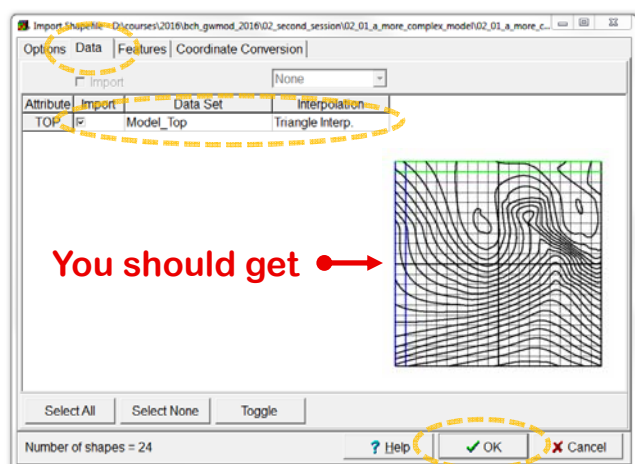 Import Shapefile - D:\courses\2016\bch_gwmod_2016\02_second_session\02_01_a_more_complex_model\02_01_a_more_c...
Options Data Features Coordinate Conversion
Import None
Attribute Import Data Set Interpolation
TOP Model_Top Triangle Interp.
You should get
Select All Select None Toggle
Number of shapes = 24 ? Help OK Cancel